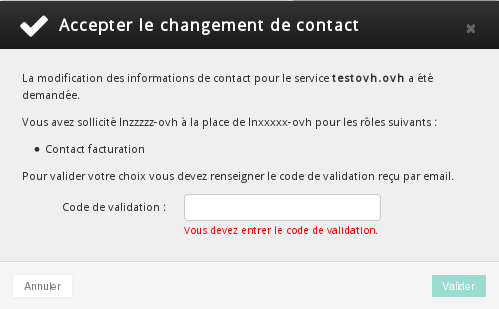 Accepter le changement de contact
La modification des informations de contact pour le service testovh.ovh a été
demandée.
Vous avez sollicité lnzzzzz-ovh à la place de lnxxxxx-ovh pour les rôles suivants :
• Contact facturation
Pour valider votre choix vous devez renseigner le code de validation reçu par email.
Code de validation :
Vous devez entrer le code de validation.
Annuler
Valider